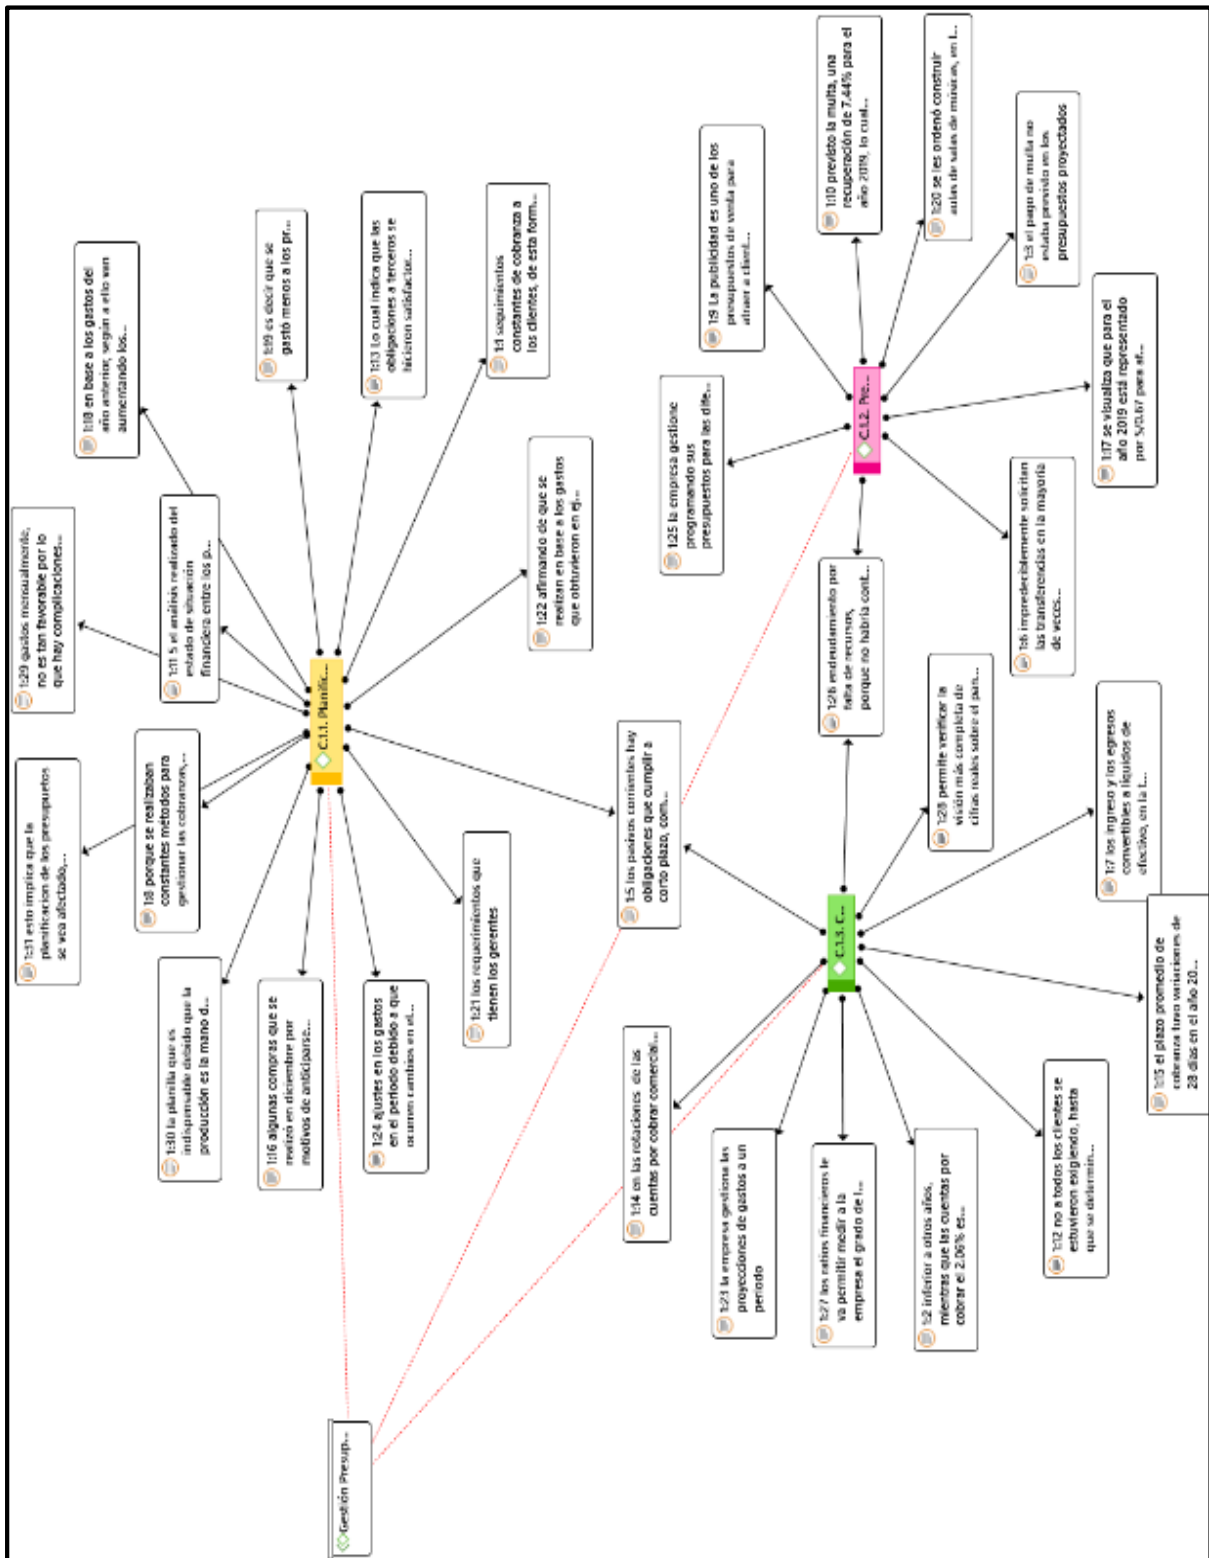 Gestión Presup...
C.1.1. Planific...
1:31 esto implica que la
planificacion de los presupuetos
se vea afectado,...
1:29 gastos mensualmente,
no es tan favorable por lo
que hay complicaciones...
1:18 en base a los gastos del
año anterior, según a ello van
aumentando los...
1:8 porque se realizaban
constantes métodos para
gestionar las cobranzas,...
1:11 5 el análisis realizado del
estado de situación
financiera entre los p...
1:30 la planilla que es
indispensable debido que la
producción es la mano d...
1:19 es decir que se
gastó menos a los pr...
1:16 algunas compras que se
realizó en diciembre por
motivos de anticiparse...
1:13 Lo cual indica que las
obligaciones a terceros se
hicieron satisfactor...
1:24 ajustes en los gastos
en el periodo debido a que
ocurren cambios en el...
1:1 seguimientos
constantes de cobranza a
los clientes, de esta form...
1:21 los requerimientos que
tienen los gerentes
1:22 afirmando de que se
realizan en base a los gastos
que obtuvieron en ej...
1:5 los pasivos corrientes hay
obligaciones que cumplir a
corto plazo, com...
C.1.2. Pre...
1:25 la empresa gestione
programando sus
presupuestos para las dife...
1:9 La publicidad es uno de los
presupuestos de venta para
atraer a client...
1:10 previsto la multa, una
recuperación de 7.44% para el
año 2019, lo cual...
1:20 se les ordenó construir
aulas de salas de músicas, en l...
1:3 el pago de multa no
estaba previsto en los
presupuestos proyectados
1:17 se visualiza que para el
año 2019 está representado
por S/0.67 para af...
1:6 impredeciblemente solicitan
las transferencias en la mayoría
de veces...
1:26 endeudamiento por
falta de recursos,
porque no habría cont...
C.1.3. C...
1:14 en las rotaciones de las
cuentas por cobrar comercial...
1:23 la empresa gestiona las
proyecciones de gastos a un
periodo
1:27 los ratios financieros le
va permitir medir a la
empresa el grado de l...
1:2 inferior a otros años,
mientras que las cuentas por
cobrar el 2.06% es...
1:12 no a todos los clientes se
estuvieron exigiendo, hasta
que se determin...
1:15 el plazo promedio de
cobranza tuvo variaciones de
28 días en el año 20...
1:7 los ingreso y los egresos
convertibles a líquidos de
efectivo, en la t...
1:28 permite verificar la
visión más completa de
cifras reales sobre el pan...